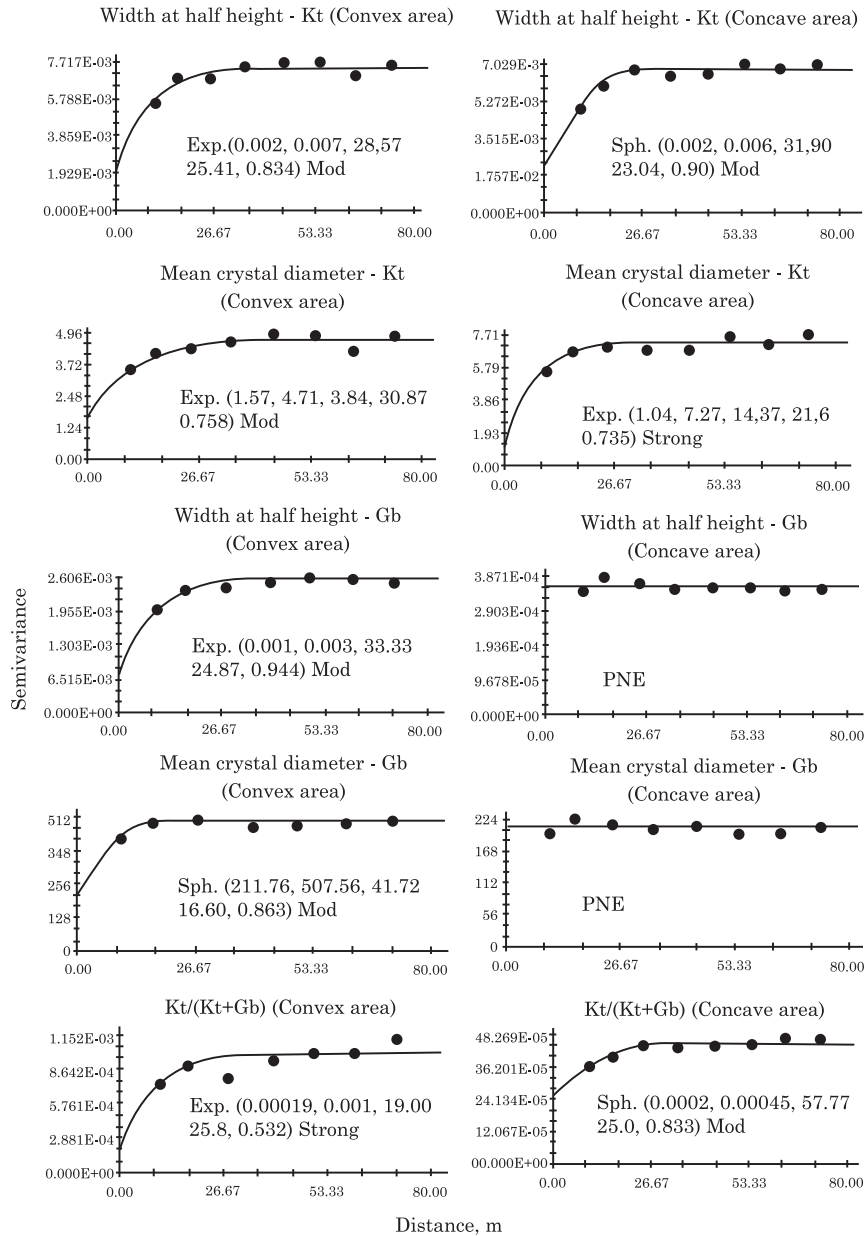 Width at half height - Kt (Convex area)
7.717E-03
5.788E-03
3.859E-03
1.929E-03
0.000E+00
Exp.(0.002, 0.007, 28,57
25.41, 0.834) Mod
0.00 26.67 53.33 80.00
Width at half height - Kt (Concave area)
7.029E-3
5.272E-03
3.515E-03
1.757E-02
0.000E+00
Sph. (0.002, 0.006, 31,90
23.04, 0.90) Mod
0.00 26.67 53.33 80.00
Mean crystal diameter - Kt
(Convex area)
4.96
3.72
2.48
1.24
0.00
Exp. (1.57, 4.71, 3.84, 30.87
0.758) Mod
0.00 26.67 53.33 80.00
Mean crystal diameter - Kt
(Concave area)
7.71
5.79
3.86
1.93
0.00
Exp. (1.04, 7.27, 14,37, 21,6
0.735) Strong
0.00 26.67 53.33 80.00
Width at half height - Gb
(Convex area)
2.606E-03
1.955E-03
1.303E-03
6.515E-03
0.000E+00
Exp. (0.001, 0.003, 33.33
24.87, 0.944) Mod
0.00 26.67 53.33 80.00
Width at half height - Gb
(Concave area)
3.871E-04
2.903E-04
1.936E-04
9.678E-05
0.000E+00
PNE
0.00 26.67 53.33 80.00
Semivariance
Mean crystal diameter - Gb
(Convex area)
512
348
256
128
0
Sph. (211.76, 507.56, 41.72
16.60, 0.863) Mod
0.00 26.67 53.33 80.00
Mean crystal diameter - Gb
(Concave area)
224
168
112
56
0
PNE
0.00 26.67 53.33 80.00
Kt/(Kt+Gb) (Convex area)
1.152E-03
8.642E-04
5.761E-04
2.881E-04
0.000E+00
Exp. (0.00019, 0.001, 19.00
25.8, 0.532) Strong
0.00 26.67 53.33 80.00
Kt/(Kt+Gb) (Concave area)
48.269E-05
36.201E-05
24.134E-05
12.067E-05
00.000E+00
Sph. (0.0002, 0.00045, 57.77
25.0, 0.833) Mod
0.00 26.67 53.33 80.00
Distance, m